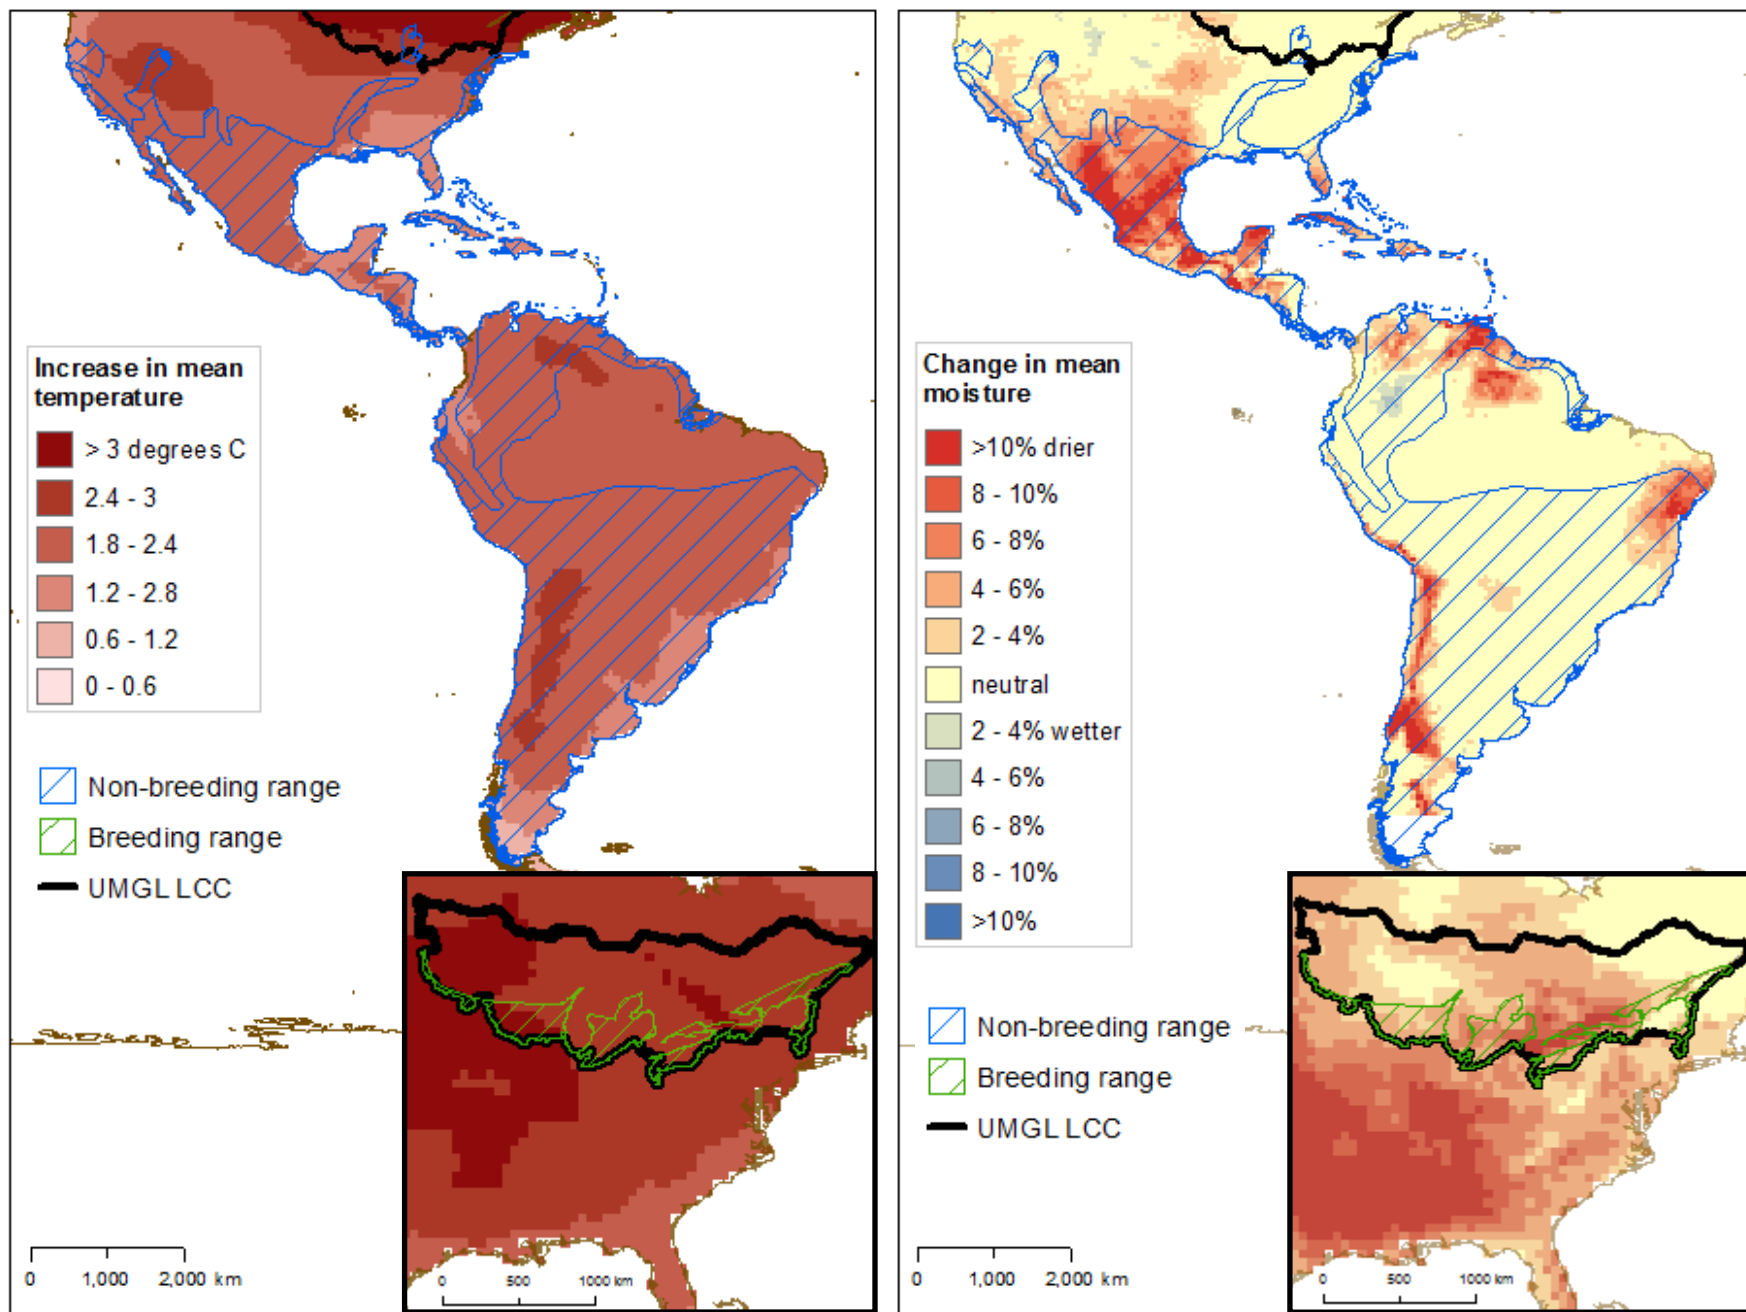 Increase in mean
temperature
> 3 degrees C
2.4 - 3
1.8 - 2.4
1.2 - 2.8
0.6 - 1.2
0 - 0.6
Non-breeding range
Breeding range
UMGL LCC
0 1,000 2,000 km
0 500 1000 km
Change in mean
moisture
>10% drier
8 - 10%
6 - 8%
4 - 6%
2 - 4%
neutral
2 - 4% wetter
4 - 6%
6 - 8%
8 - 10%
>10%
Non-breeding range
Breeding range
UMGL LCC
0 1,000 2,000 km
0 500 1000 km